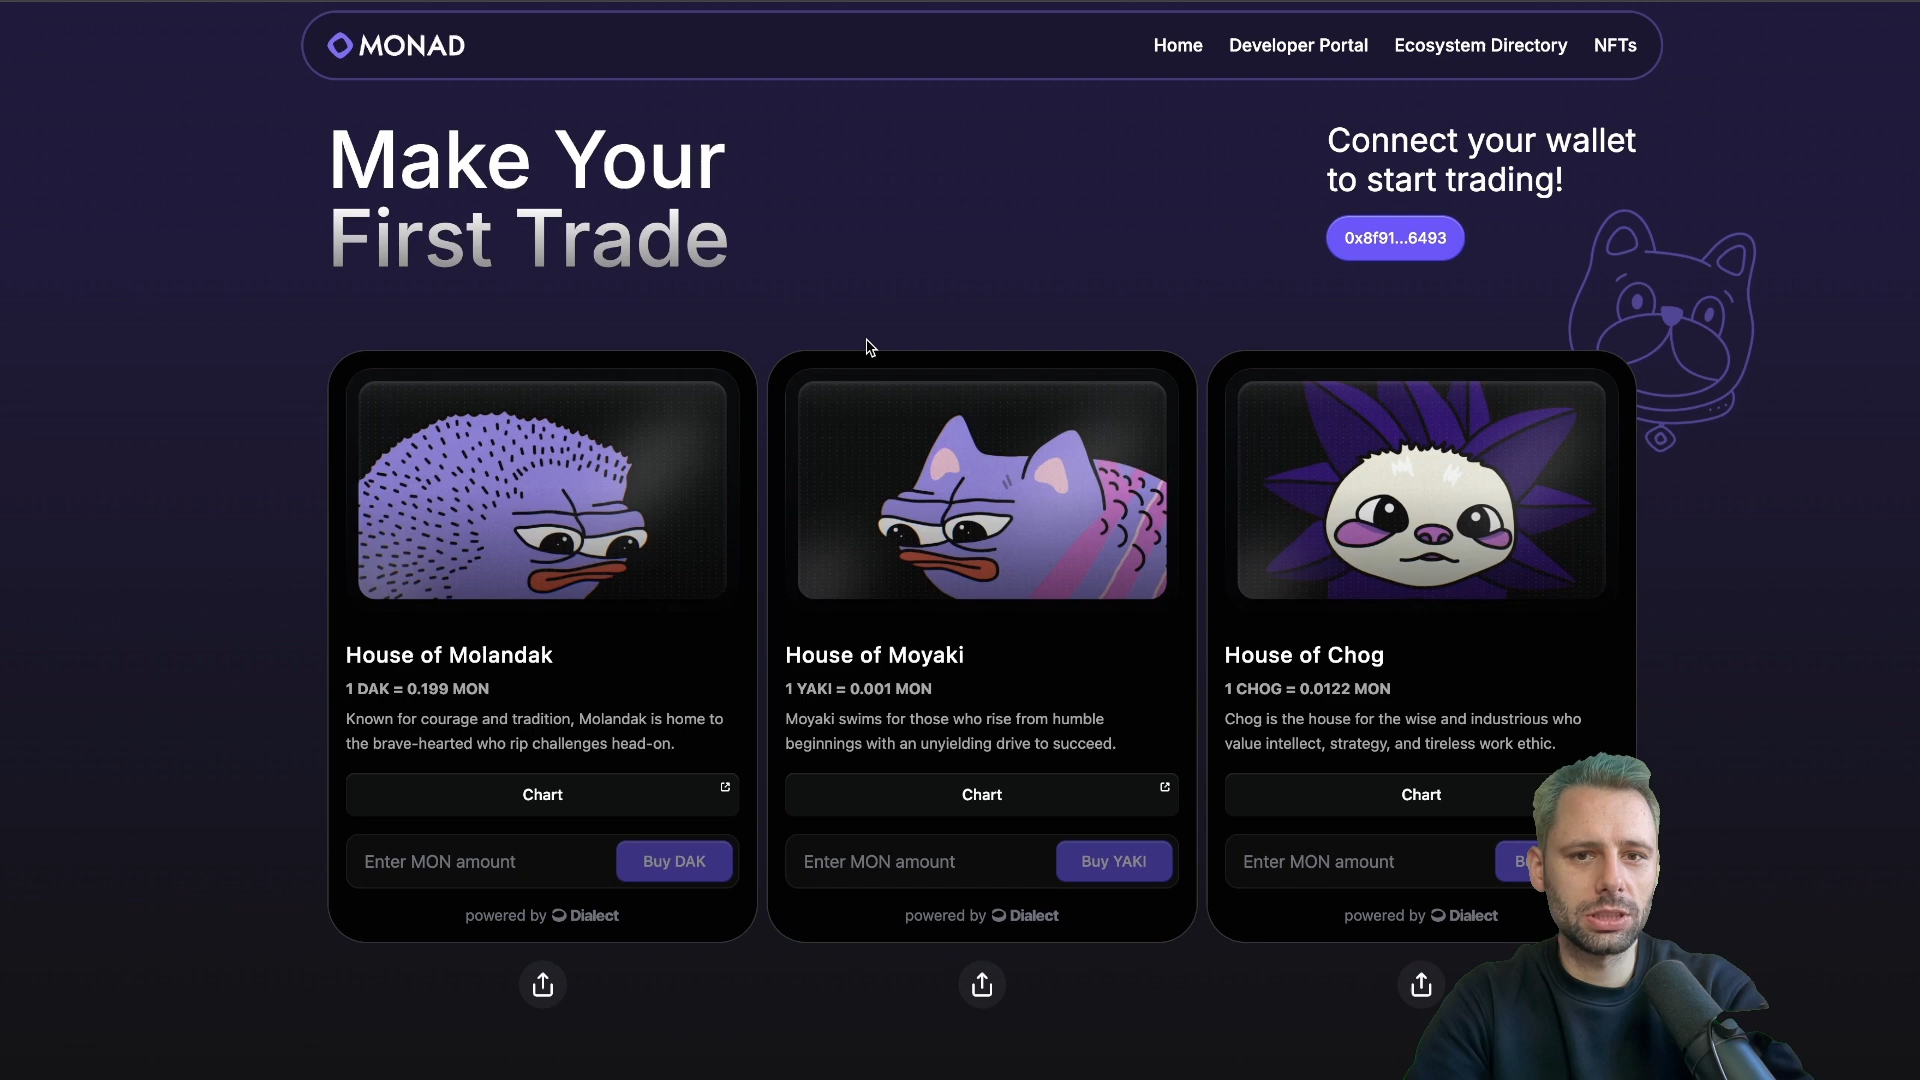 MONAD
Home
Developer Portal
Ecosystem Directory
NFTs
Make Your
First Trade
Connect your wallet
to start trading!
0x8f91...6493
House of Molandak
1 DAK = 0.199 MON
Known for courage and tradition, Molandak is home to
the brave-hearted who rip challenges head-on.
Chart
Enter MON amount
Buy DAK
powered by Dialect
House of Moyaki
1 YAKI = 0.001 MON
Moyaki swims for those who rise from humble
beginnings with an unyielding drive to succeed.
Chart
Enter MON amount
Buy YAKI
powered by Dialect
House of Chog
1 CHOG = 0.0122 MON
Chog is the house for the wise and industrious who
value intellect, strategy, and tireless work ethic.
Chart
Enter MON amount
powered by Dialect